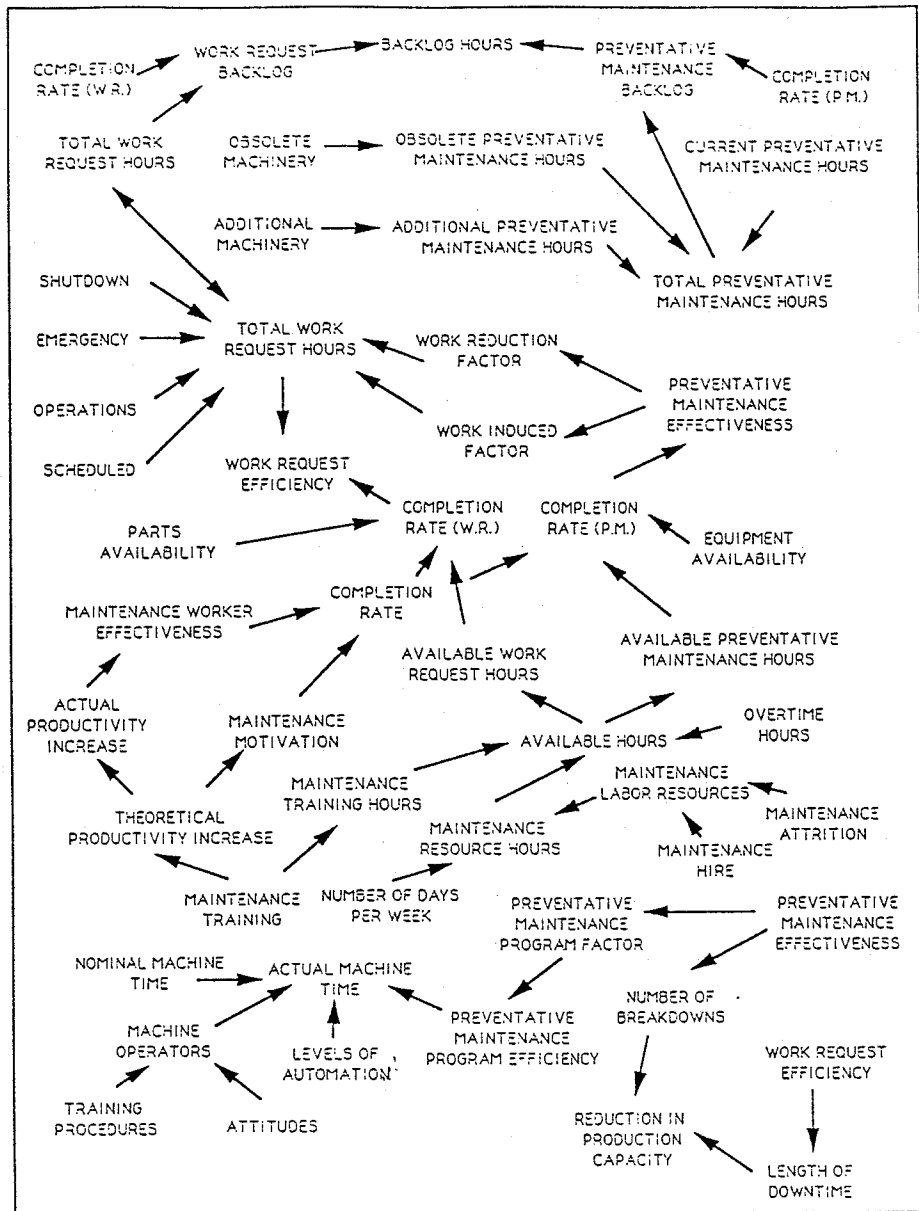 WORK REQUEST
BACKLOG
BACKLOG HOURS
PREVENTATIVE
MAINTENANCE
BACKLOG
COMPLETION
RATE (W.R.)
COMPLETION
RATE (P.M.)
TOTAL WORK
REQUEST HOURS
OBSOLETE
MACHINERY
OBSOLETE PREVENTATIVE
MAINTENANCE HOURS
CURRENT PREVENTATIVE
MAINTENANCE HOURS
ADDITIONAL
MACHINERY
ADDITIONAL PREVENTATIVE
MAINTENANCE HOURS
TOTAL PREVENTATIVE
MAINTENANCE HOURS
SHUTDOWN
EMERGENCY
OPERATIONS
SCHEDULED
TOTAL WORK
REQUEST HOURS
WORK REDUCTION
FACTOR
PREVENTATIVE
MAINTENANCE
EFFECTIVENESS
WORK INDUCED
FACTOR
WORK REQUEST
EFFICIENCY
COMPLETION
RATE (W.R.)
COMPLETION
RATE (P.M.)
PARTS
AVAILABILITY
EQUIPMENT
AVAILABILITY
COMPLETION
RATE
MAINTENANCE WORKER
EFFECTIVENESS
AVAILABLE WORK
REQUEST HOURS
AVAILABLE PREVENTATIVE
MAINTENANCE HOURS
ACTUAL
PRODUCTIVITY
INCREASE
MAINTENANCE
MOTIVATION
AVAILABLE HOURS
OVERTIME
HOURS
MAINTENANCE
TRAINING HOURS
MAINTENANCE
LABOR RESOURCES
THEORETICAL
PRODUCTIVITY INCREASE
MAINTENANCE
RESOURCE HOURS
MAINTENANCE
ATTRITION
MAINTENANCE
HIRE
MAINTENANCE
TRAINING
NUMBER OF DAYS
PER WEEK
PREVENTATIVE
MAINTENANCE
PROGRAM FACTOR
PREVENTATIVE
MAINTENANCE
EFFECTIVENESS
NOMINAL MACHINE
TIME
ACTUAL MACHINE
TIME
NUMBER OF
BREAKDOWNS
MACHINE
OPERATORS
LEVELS OF
AUTOMATION
PREVENTATIVE
MAINTENANCE
PROGRAM EFFICIENCY
WORK REQUEST
EFFICIENCY
TRAINING
PROCEDURES
ATTITUDES
REDUCTION IN
PRODUCTION
CAPACITY
LENGTH OF
DOWNTIME